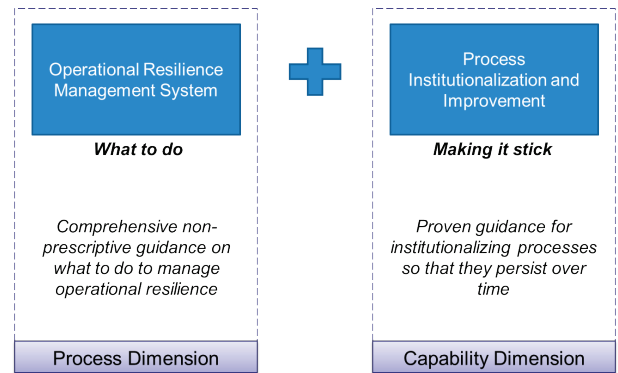 Operational Resilience
Management System
What to do
Comprehensive non-
prescriptive guidance on
what to do to manage
operational resilience
Process Dimension
Process
Institutionalization and
Improvement
Making it stick
Proven guidance for
institutionalizing processes
so that they persist over
time
Capability Dimension